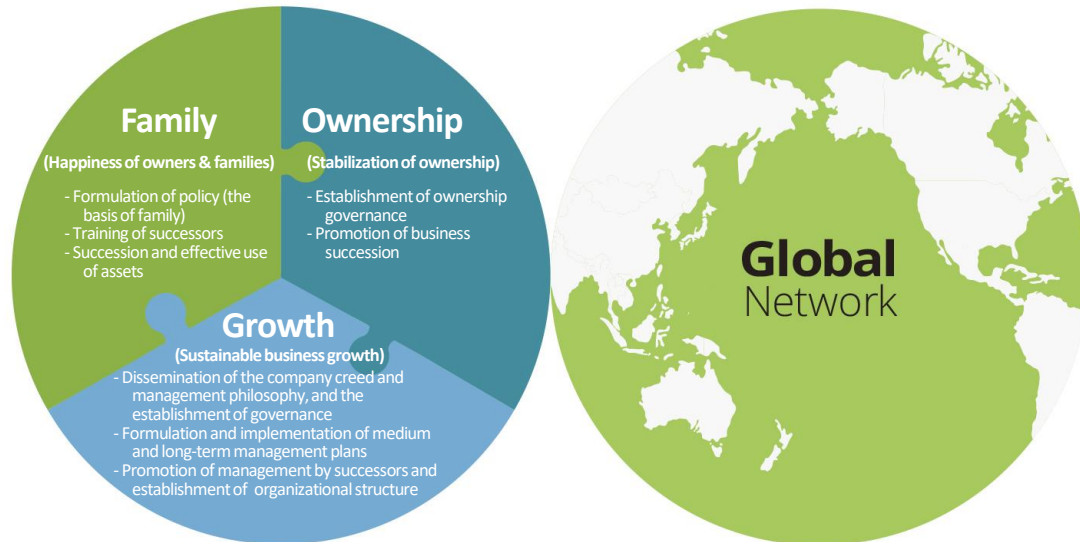 Family
(Happiness of owners & families)
- Formulation of policy (the
basis of family)
- Training of successors
- Succession and effective use
of assets
Ownership
(Stabilization of ownership)
- Establishment of ownership
governance
- Promotion of business
succession
Growth
(Sustainable business growth)
- Dissemination of the company creed and
management philosophy, and the
establishment of governance
- Formulation and implementation of medium
and long-term management plans
- Promotion of management by successors and
establishment of organizational structure
Global
Network